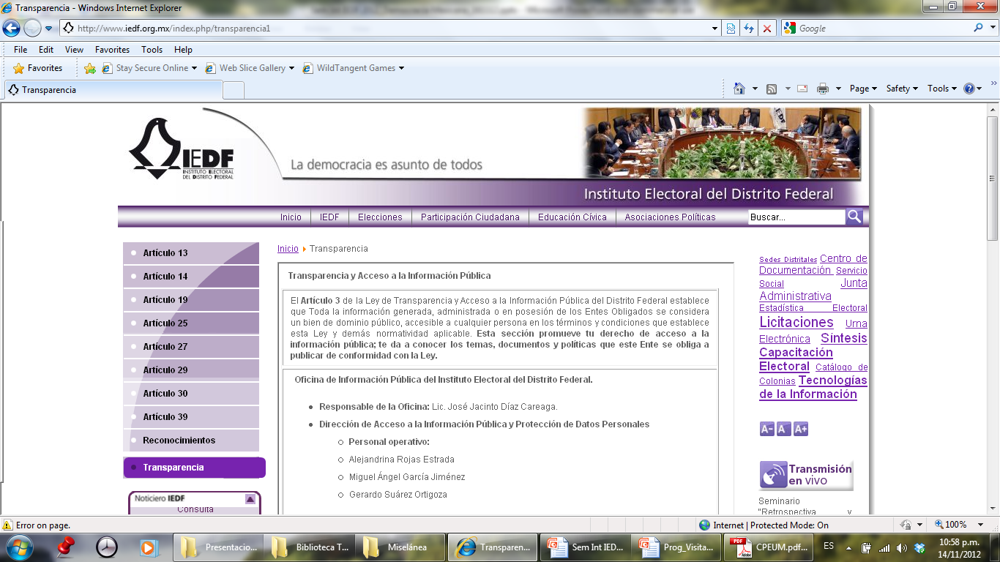 Transparencia - Windows Internet Explorer
http://www.iedf.org.mx/index.php/transparencia1
Google
File Edit View Favorites Tools Help
Favorites Stay Secure Online Web Slice Gallery WildTangent Games
Transparencia
Page Safety Tools
IEDF
INSTITUTO ELECTORAL
DEL DISTRITO FEDERAL
La democracia es asunto de todos
Instituto Electoral del Distrito Federal
Inicio IEDF Elecciones Participación Ciudadana Educación Cívica Asociaciones Políticas Buscar...
Artículo 13
Artículo 14
Artículo 19
Artículo 25
Artículo 27
Artículo 29
Artículo 30
Artículo 39
Reconocimientos
Transparencia
Noticiero IEDF
Consulta
Inicio Transparencia
Transparencia y Acceso a la Información Pública
El Artículo 3 de la Ley de Transparencia y Acceso a la Información Pública del Distrito Federal establece
que Toda la información generada, administrada o en posesión de los Entes Obligados se considera
un bien de dominio público, accesible a cualquier persona en los términos y condiciones que establece
esta Ley y demás normatividad aplicable. Esta sección promueve tu derecho de acceso a la
información pública; te da a conocer los temas, documentos y políticas que este Ente se obliga a
publicar de conformidad con la Ley.
Oficina de Información Pública del Instituto Electoral del Distrito Federal.
Responsable de la Oficina: Lic. José Jacinto Díaz Careaga.
Dirección de Acceso a la Información Pública y Protección de Datos Personales
Personal operativo:
Alejandrina Rojas Estrada
Miguel Ángel García Jiménez
Gerardo Suárez Ortigoza
Sedes Distritales Centro de
Documentación Servicio
Social Junta
Administrativa
Estadística Electoral
Licitaciones Urna
Electrónica Síntesis
Capacitación
Electoral Catálogo de
Colonias Tecnologías
de la Información
A- A A+
Transmisión
en vivo
Seminario
"Retrospectiva y
Error on page. Internet | Protected Mode: On 100%
Presentacio... Biblioteca T... Miselánea Transparen... Sem Int IED... Prog_Visita... CPEUM.pdf... ES 10:58 p.m.
14/11/2012